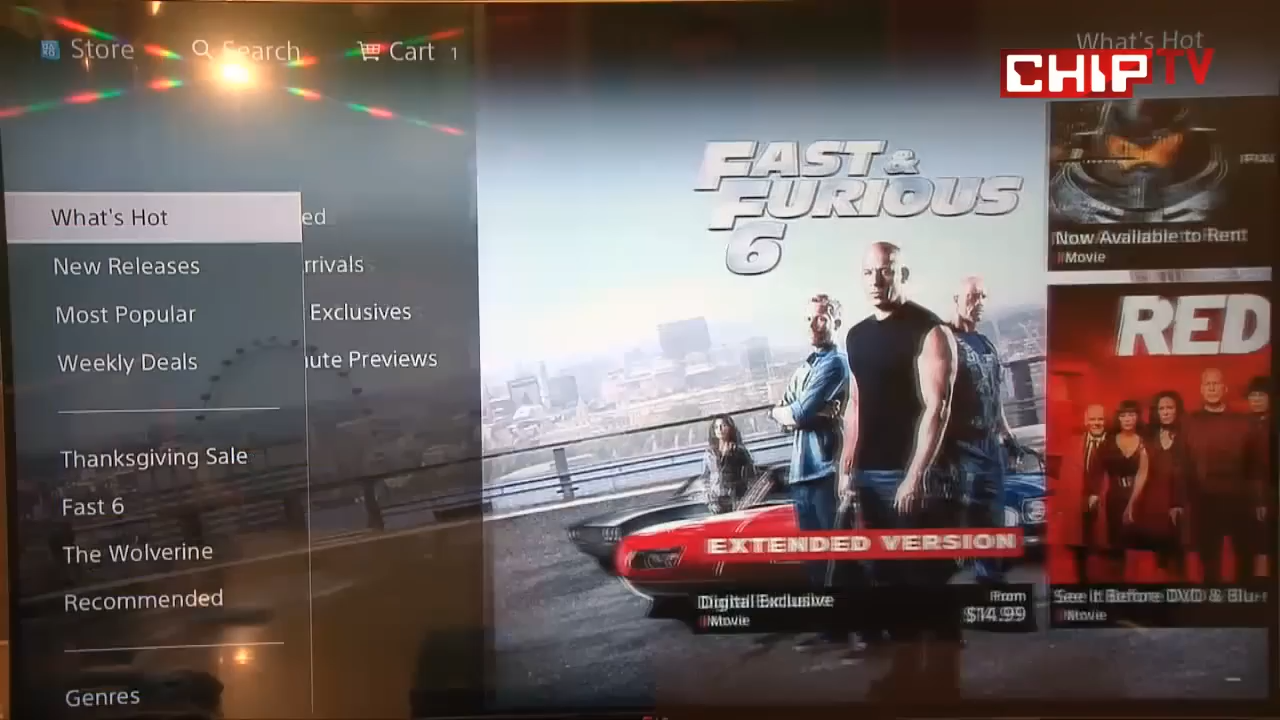 Store
Search
Cart 1
What's Hot
CHIP TV
What's Hot
New Releases
Most Popular
Weekly Deals
Thanksgiving Sale
Fast 6
The Wolverine
Recommended
Genres
ed
rrivals
Exclusives
ute Previews
FAST &
FURIOUS
6
EXTENDED VERSION
Digital Exclusive
Movie
From
$14.99
Now Available to Rent
Movie
RED
See It Before DVD & Blu-r
Movie